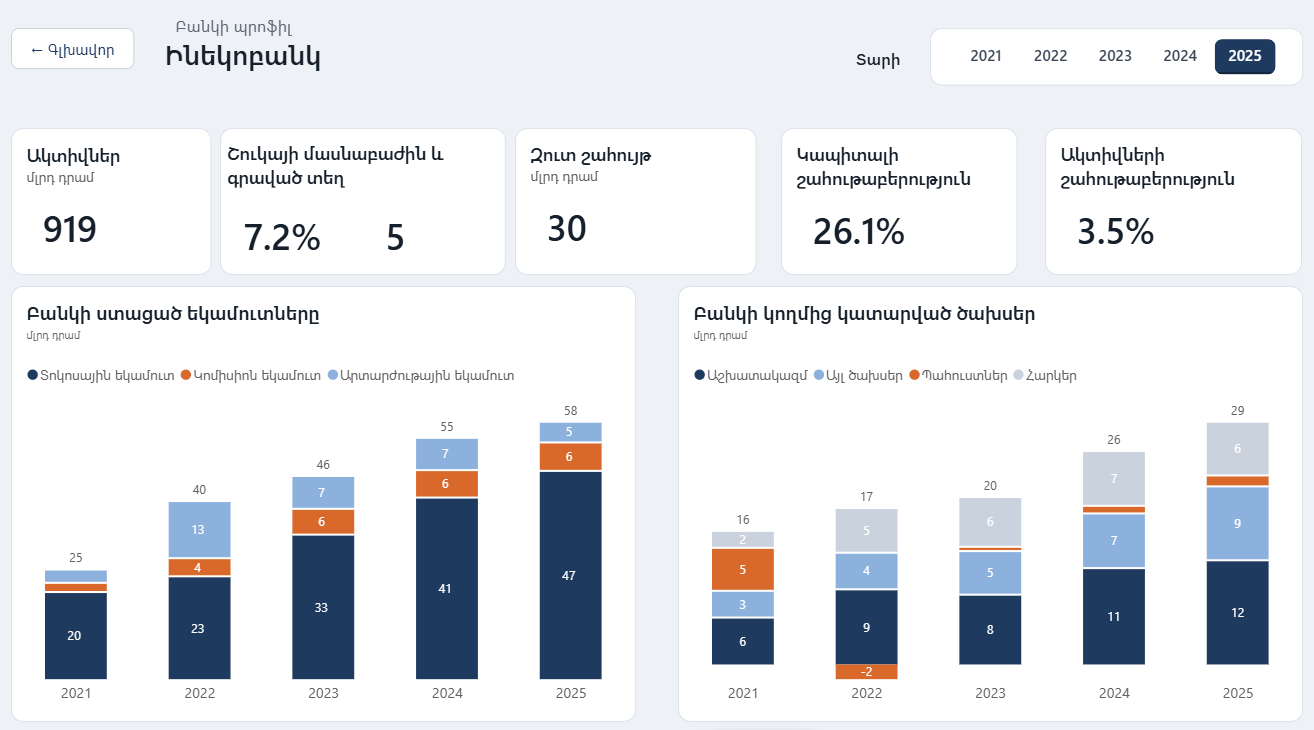 ← Գլխավոր
Բանկի պրոֆիլ
Ինեկոբանկ
Տարի
2021 2022 2023 2024 2025
Ակտիվներ
մլրդ դրամ
919
Շուկայի մասնաբաժին և
գրաված տեղ
7.2% 5
Զուտ շահույթ
մլրդ դրամ
30
Կապիտալի
շահութաբերություն
26.1%
Ակտիվների
շահութաբերություն
3.5%
Բանկի ստացած եկամուտները
մլրդ դրամ
Տոկոսային եկամուտ Կոմիսիոն եկամուտ Արտարժութային եկամուտ
58
55
46
40
25
5
7
7
13
6
6
6
4
47
41
33
23
20
2021 2022 2023 2024 2025
Բանկի կողմից կատարված ծախսեր
մլրդ դրամ
Աշխատակազմ Այլ ծախսեր Պահուստներ Հարկեր
29
26
20
17
16
6
7
6
5
2
5
9
7
5
4
3
12
11
8
9
6
-2
2021 2022 2023 2024 2025